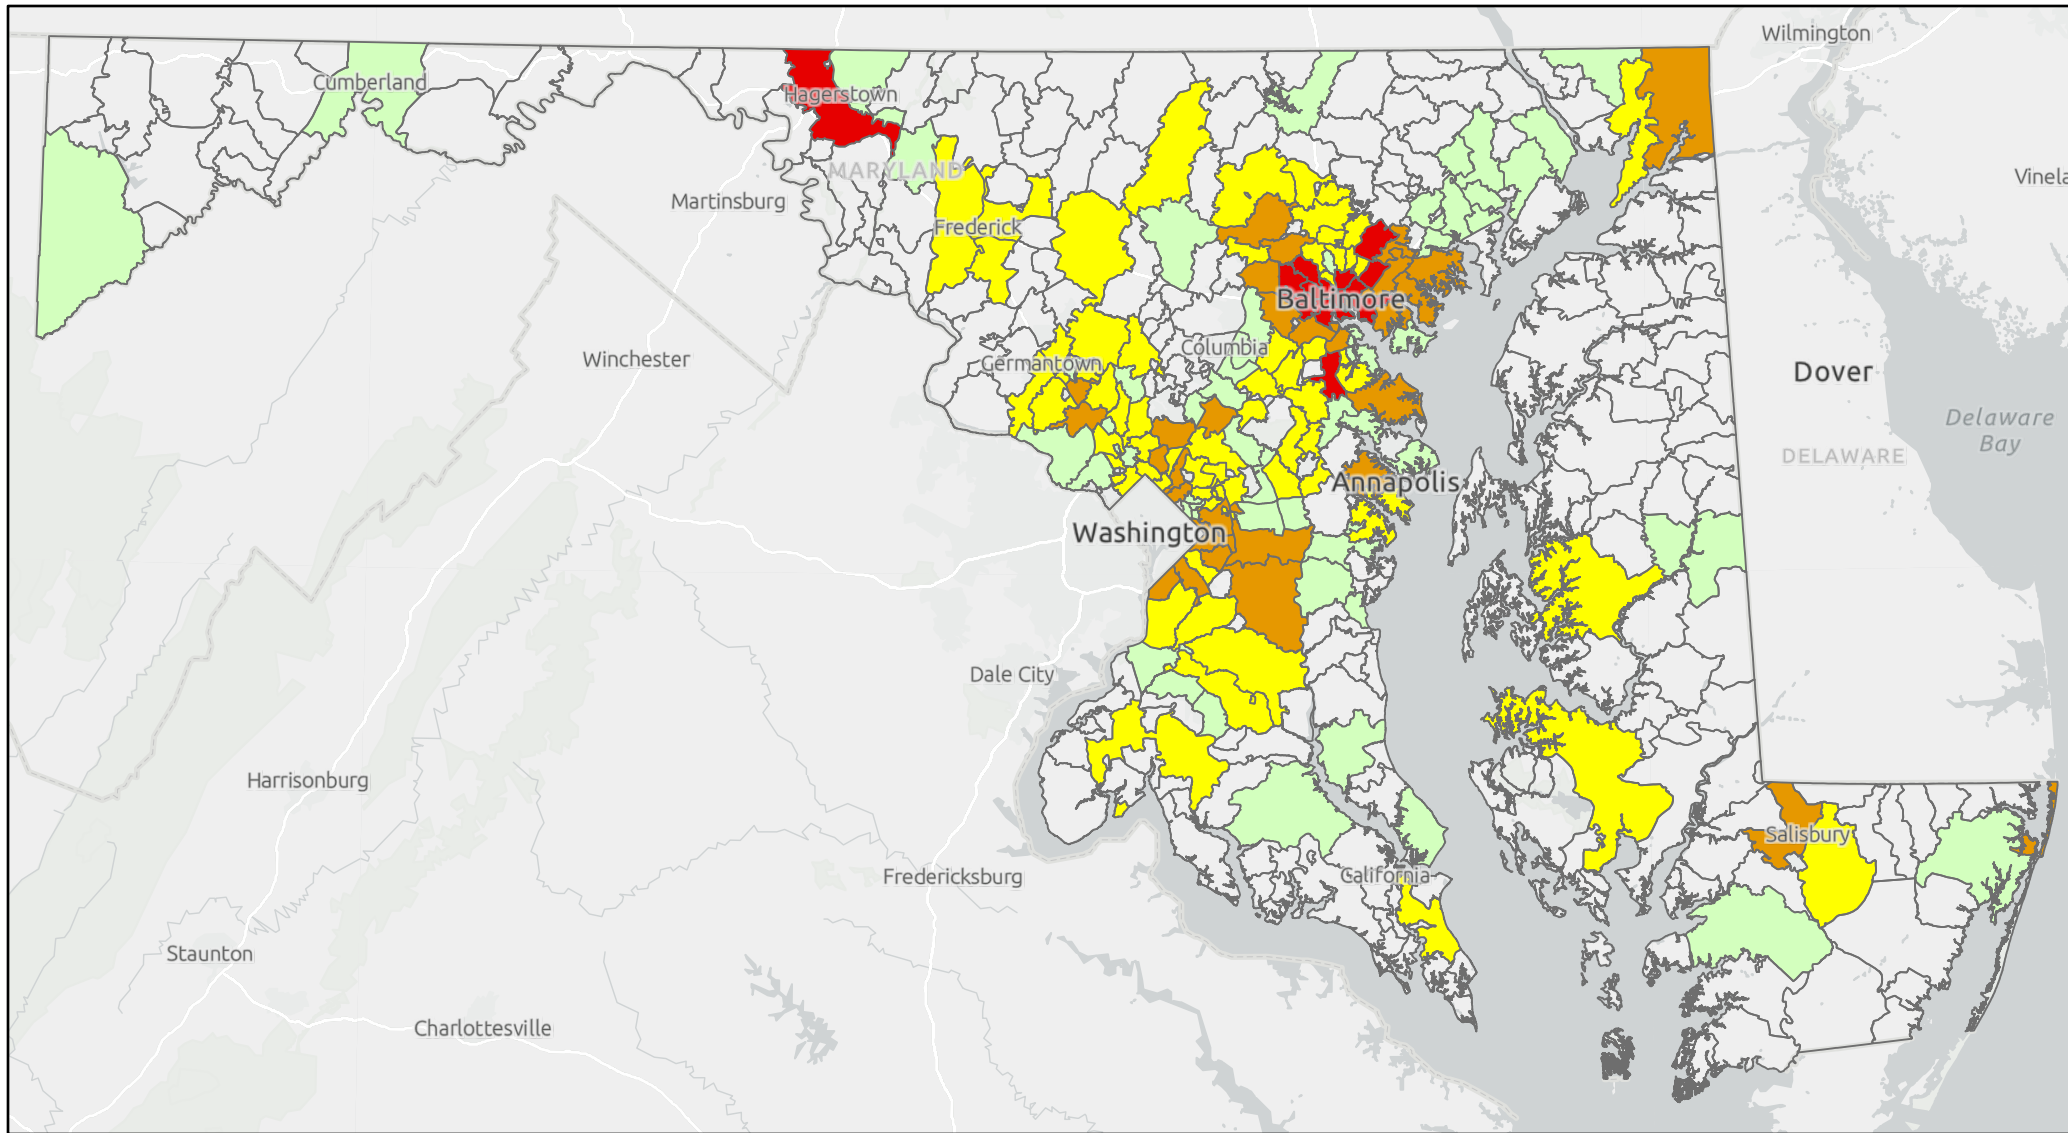 Wilmington
Cumberland
Hagerstown
MARYLAND
Vinela
Martinsburg
Frederick
Baltimore
Columbia
Winchester
Germantown
Dover
Delaware
Bay
DELAWARE
Annapolis
Washington
Dale City
Harrisonburg
Salisbury
Fredericksburg
California
Staunton
Charlottesville